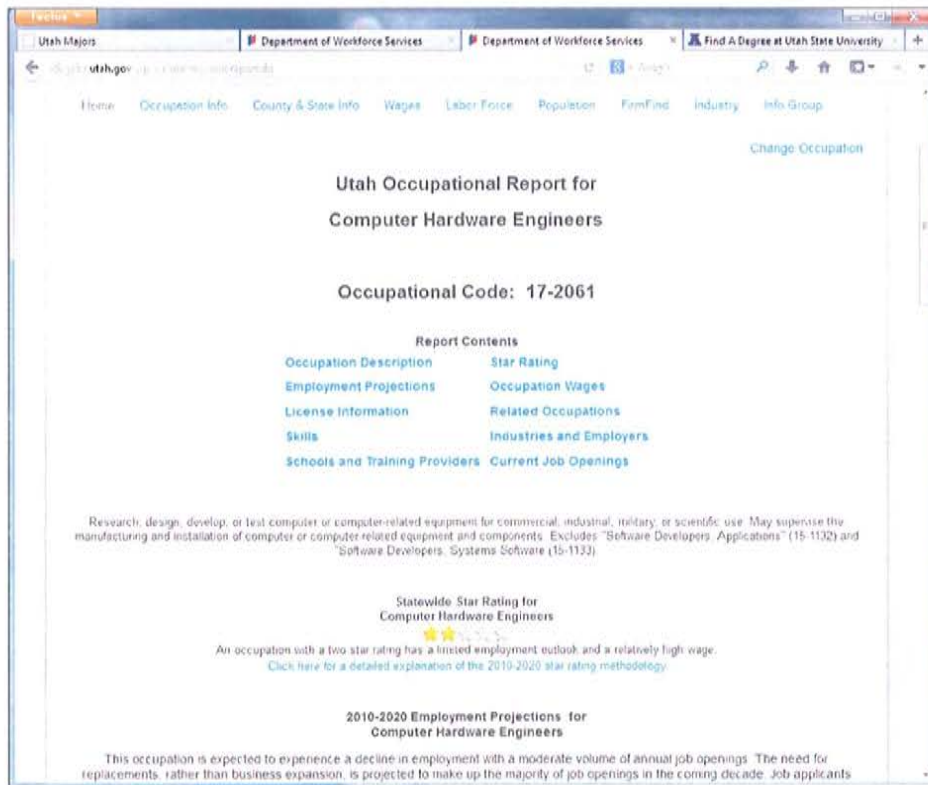 Utah Majors
Department of Workforce Services
Department of Workforce Services
Find A Degree at Utah State University
utah.gov
Home Occupation Info County & State Info Wages Labor Force Population FirmFind Industry Info Group
Change Occupation
Utah Occupational Report for
Computer Hardware Engineers
Occupational Code: 17-2061
Report Contents
Occupation Description Star Rating
Employment Projections Occupation Wages
License Information Related Occupations
Skills Industries and Employers
Schools and Training Providers Current Job Openings
Research, design, develop, or test computer or computer-related equipment for commercial, industrial, military, or scientific use. May supervise the
manufacturing and installation of computer or computer related equipment and components. Excludes "Software Developers, Applications" (15-1132) and
"Software Developers, Systems Software (15-1133)
Statewide Star Rating for
Computer Hardware Engineers
An occupation with a two star rating has a limited employment outlook and a relatively high wage.
Click here for a detailed explanation of the 2010-2020 star rating methodology.
2010-2020 Employment Projections for
Computer Hardware Engineers
This occupation is expected to experience a decline in employment with a moderate volume of annual job openings. The need for
replacements, rather than business expansion, is projected to make up the majority of job openings in the coming decade. Job applicants